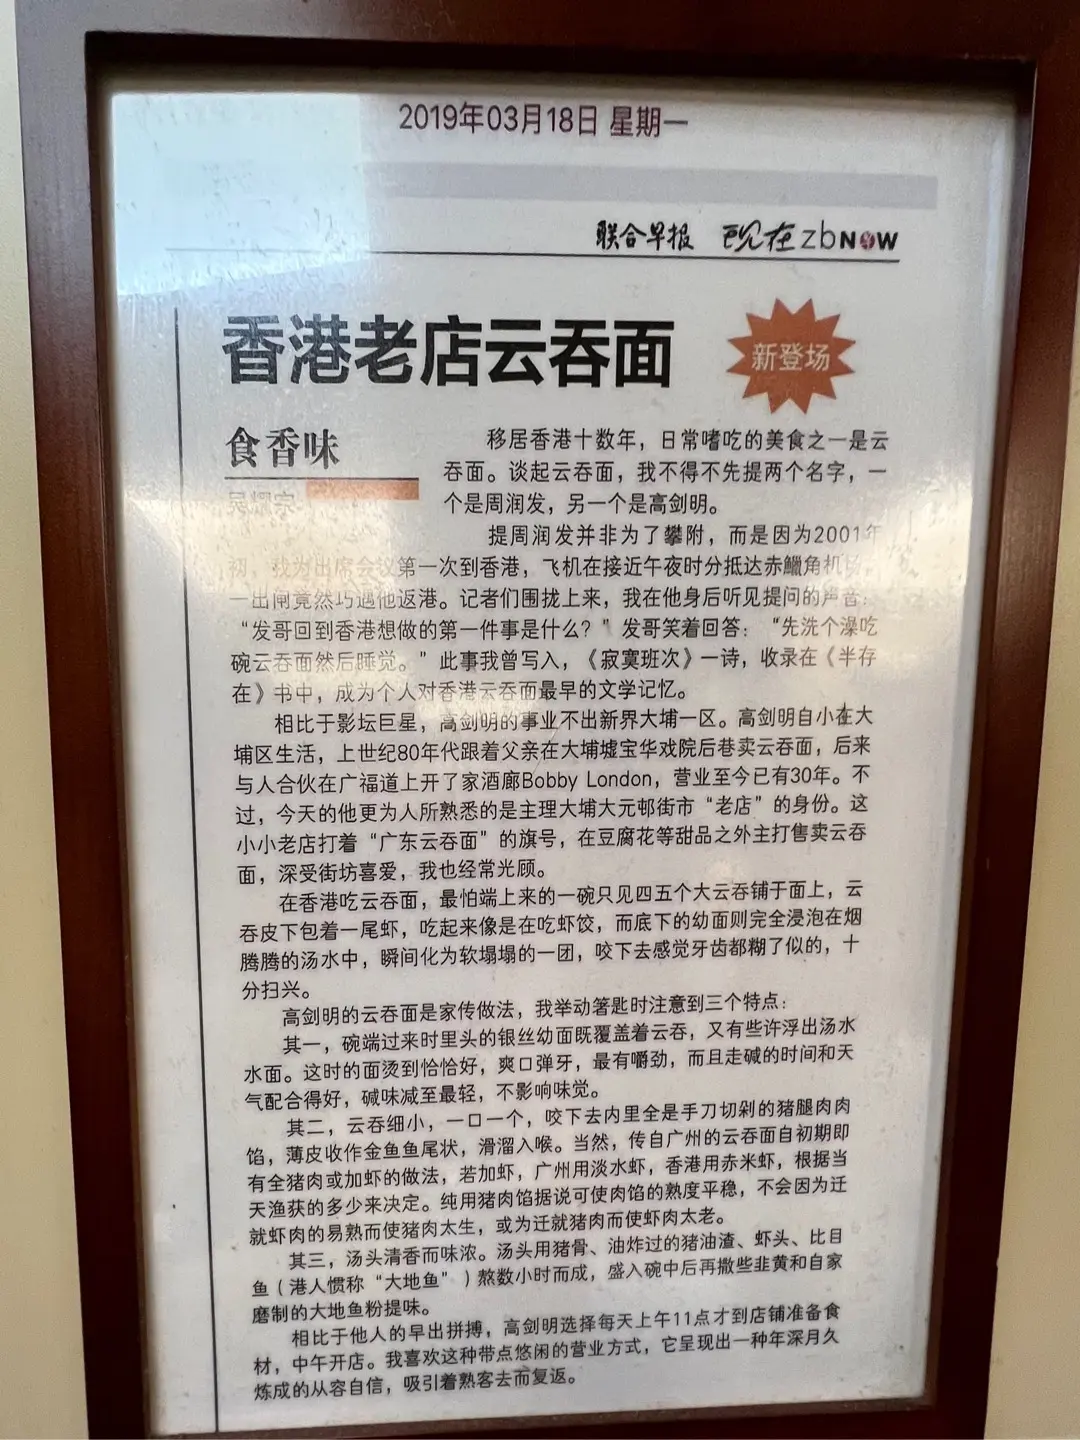 2019年03月18日 星期一
联合早报 现在zbNOW
香港老店云吞面
新登场
食香味
吴耀宗
移居香港十数年，日常嗜吃的美食之一是云
吞面。谈起云吞面，我不得不先提两个名字，一
个是周润发，另一个是高剑明。
提周润发并非为了攀附，而是因为2001年
初，我为出席会议第一次到香港，飞机在接近午夜时分抵达赤鱲角机场，
一出闸竟然巧遇他返港。记者们围拢上来，我在他身后听见提问的声音：
“发哥回到香港想做的第一件事是什么？”发哥笑着回答：“先洗个澡吃
碗云吞面然后睡觉。”此事我曾写入，《寂寞班次》一诗，收录在《半存
在》书中，成为个人对香港云吞面最早的文学记忆。
相比于影坛巨星，高剑明的事业不出新界大埔一区。高剑明自小在大
埔区生活，上世纪80年代跟着父亲在大埔墟宝华戏院后巷卖云吞面，后来
与人合伙在广福道上开了家酒廊Bobby London，营业至今已有30年。不
过，今天的他更为人所熟悉的是主理大埔大元邨街市“老店”的身份。这
小小老店打着“广东云吞面”的旗号，在豆腐花等甜品之外主打售卖云吞
面，深受街坊喜爱，我也经常光顾。
在香港吃云吞面，最怕端上来的一碗只见四五个大云吞铺于面上，云
吞皮下包着一尾虾，吃起来像是在吃虾饺，而底下的幼面则完全浸泡在烟
腾腾的汤水中，瞬间化为软塌塌的一团，咬下去感觉牙齿都糊了似的，十
分扫兴。
高剑明的云吞面是家传做法，我举动箸匙时注意到三个特点：
其一，碗端过来时里头的银丝幼面既覆盖着云吞，又有些许浮出汤水
水面。这时的面烫到恰恰好，爽口弹牙，最有嚼劲，而且走碱的时间和天
气配合得好，碱味减至最轻，不影响味觉。
其二，云吞细小，一口一个，咬下去内里全是手刀切剁的猪腿肉肉
馅，薄皮收作金鱼鱼尾状，滑溜入喉。当然，传自广州的云吞面自初期即
有全猪肉或加虾的做法，若加虾，广州用淡水虾，香港用赤米虾，根据当
天渔获的多少来决定。纯用猪肉馅据说可使肉馅的熟度平稳，不会因为迁
就虾肉的易熟而使猪肉太生，或为迁就猪肉而使虾肉太老。
其三，汤头清香而味浓。汤头用猪骨、油炸过的猪油渣、虾头、比目
鱼（港人惯称“大地鱼”）熬数小时而成，盛入碗中后再撒些韭黄和自家
磨制的大地鱼粉提味。
相比于他人的早出拼搏，高剑明选择每天上午11点才到店铺准备食
材，中午开店。我喜欢这种带点悠闲的营业方式，它呈现出一种年深月久
炼成的从容自信，吸引着熟客去而复返。